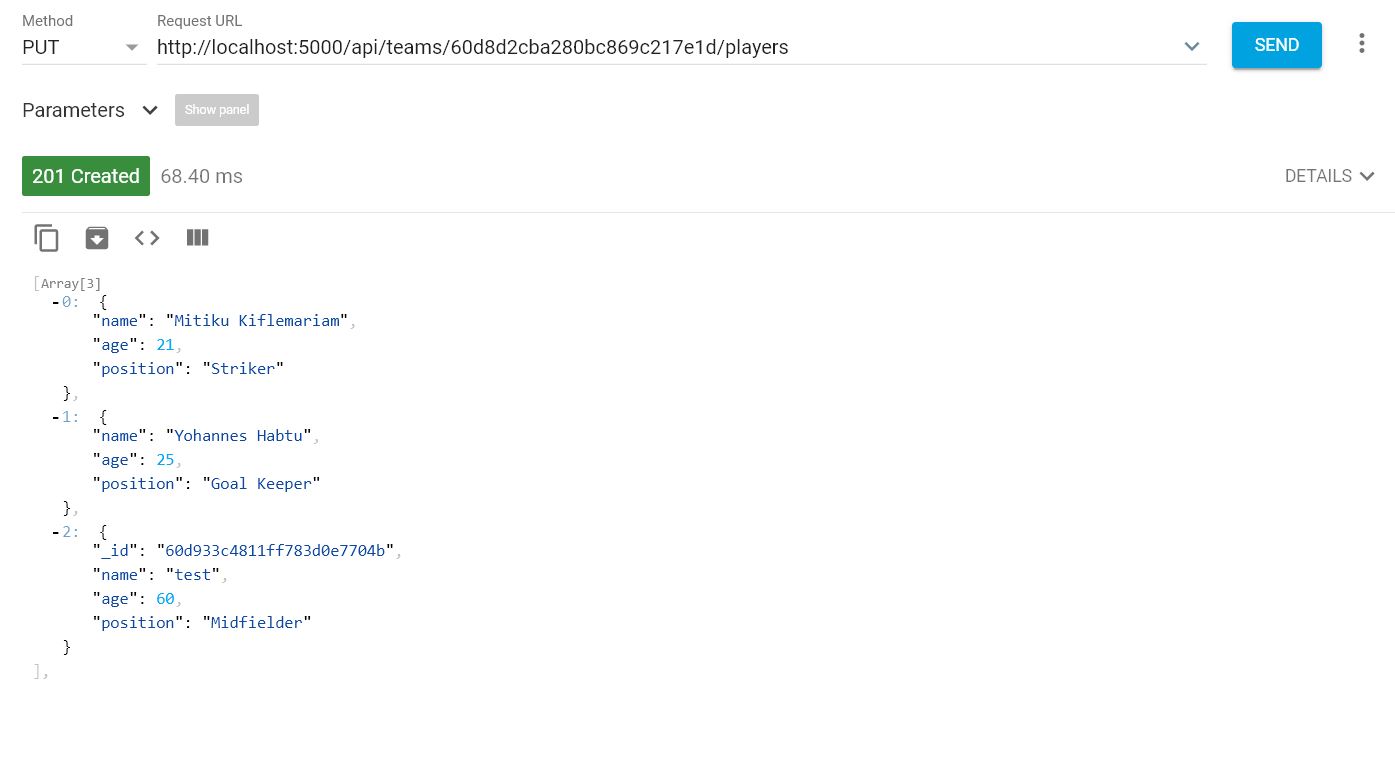 Method
Request URL
PUT
http://localhost:5000/api/teams/60d8d2cba280bc869c217e1d/players
SEND
Parameters
Show panel
201 Created 68.40 ms
DETAILS
[Array[3]
-0: {
"name": "Mitiku Kiflemariam",
"age": 21,
"position": "Striker"
},
-1: {
"name": "Yohannes Habtu",
"age": 25,
"position": "Goal Keeper"
},
-2: {
"_id": "60d933c4811ff783d0e7704b",
"name": "test",
"age": 60,
"position": "Midfielder"
}
],